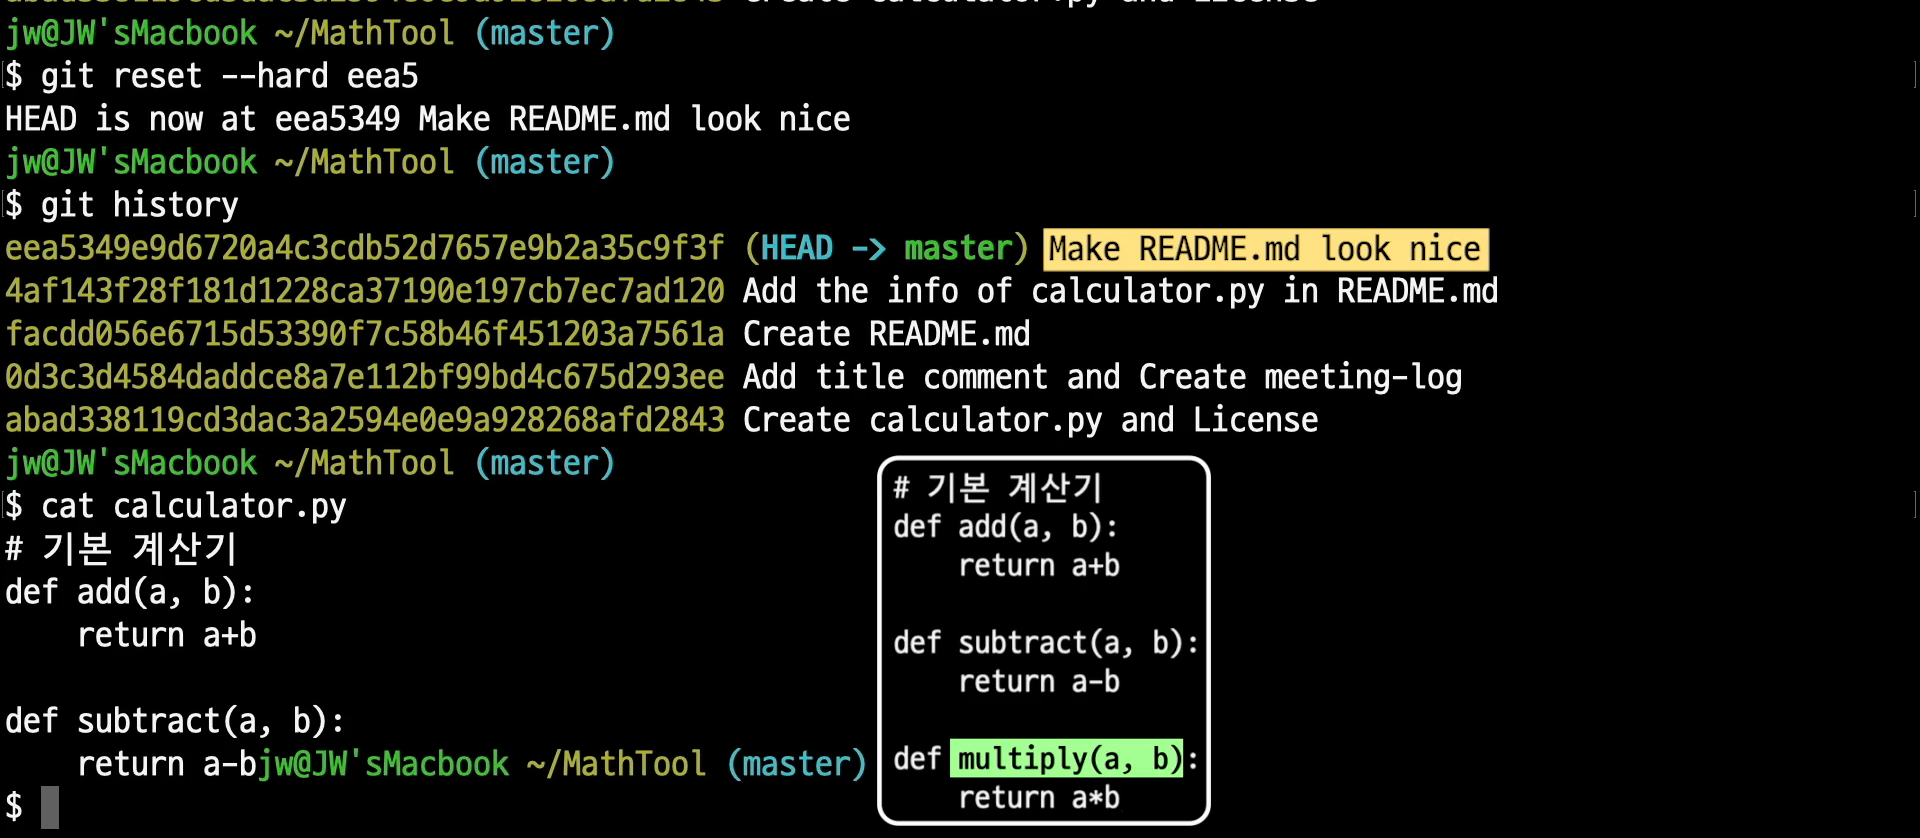 jw@JW'sMacbook ~/MathTool (master)
$ git reset --hard eea5
HEAD is now at eea5349 Make README.md look nice
jw@JW'sMacbook ~/MathTool (master)
$ git history
eea5349e9d6720a4c3cdb52d7657e9b2a35c9f3f (HEAD -> master) Make README.md look nice
4af143f28f181d1228ca37190e197cb7ec7ad120 Add the info of calculator.py in README.md
facdd056e6715d53390f7c58b46f451203a7561a Create README.md
0d3c3d4584daddce8a7e112bf99bd4c675d293ee Add title comment and Create meeting-log
abad338119cd3dac3a2594e0e9a928268afd2843 Create calculator.py and License
jw@JW'sMacbook ~/MathTool (master)
$ cat calculator.py
# 기본 계산기
def add(a, b):
    return a+b

def subtract(a, b):
    return a-bjw@JW'sMacbook ~/MathTool (master)
$
# 기본 계산기
def add(a, b):
    return a+b

def subtract(a, b):
    return a-b

def multiply(a, b):
    return a*b